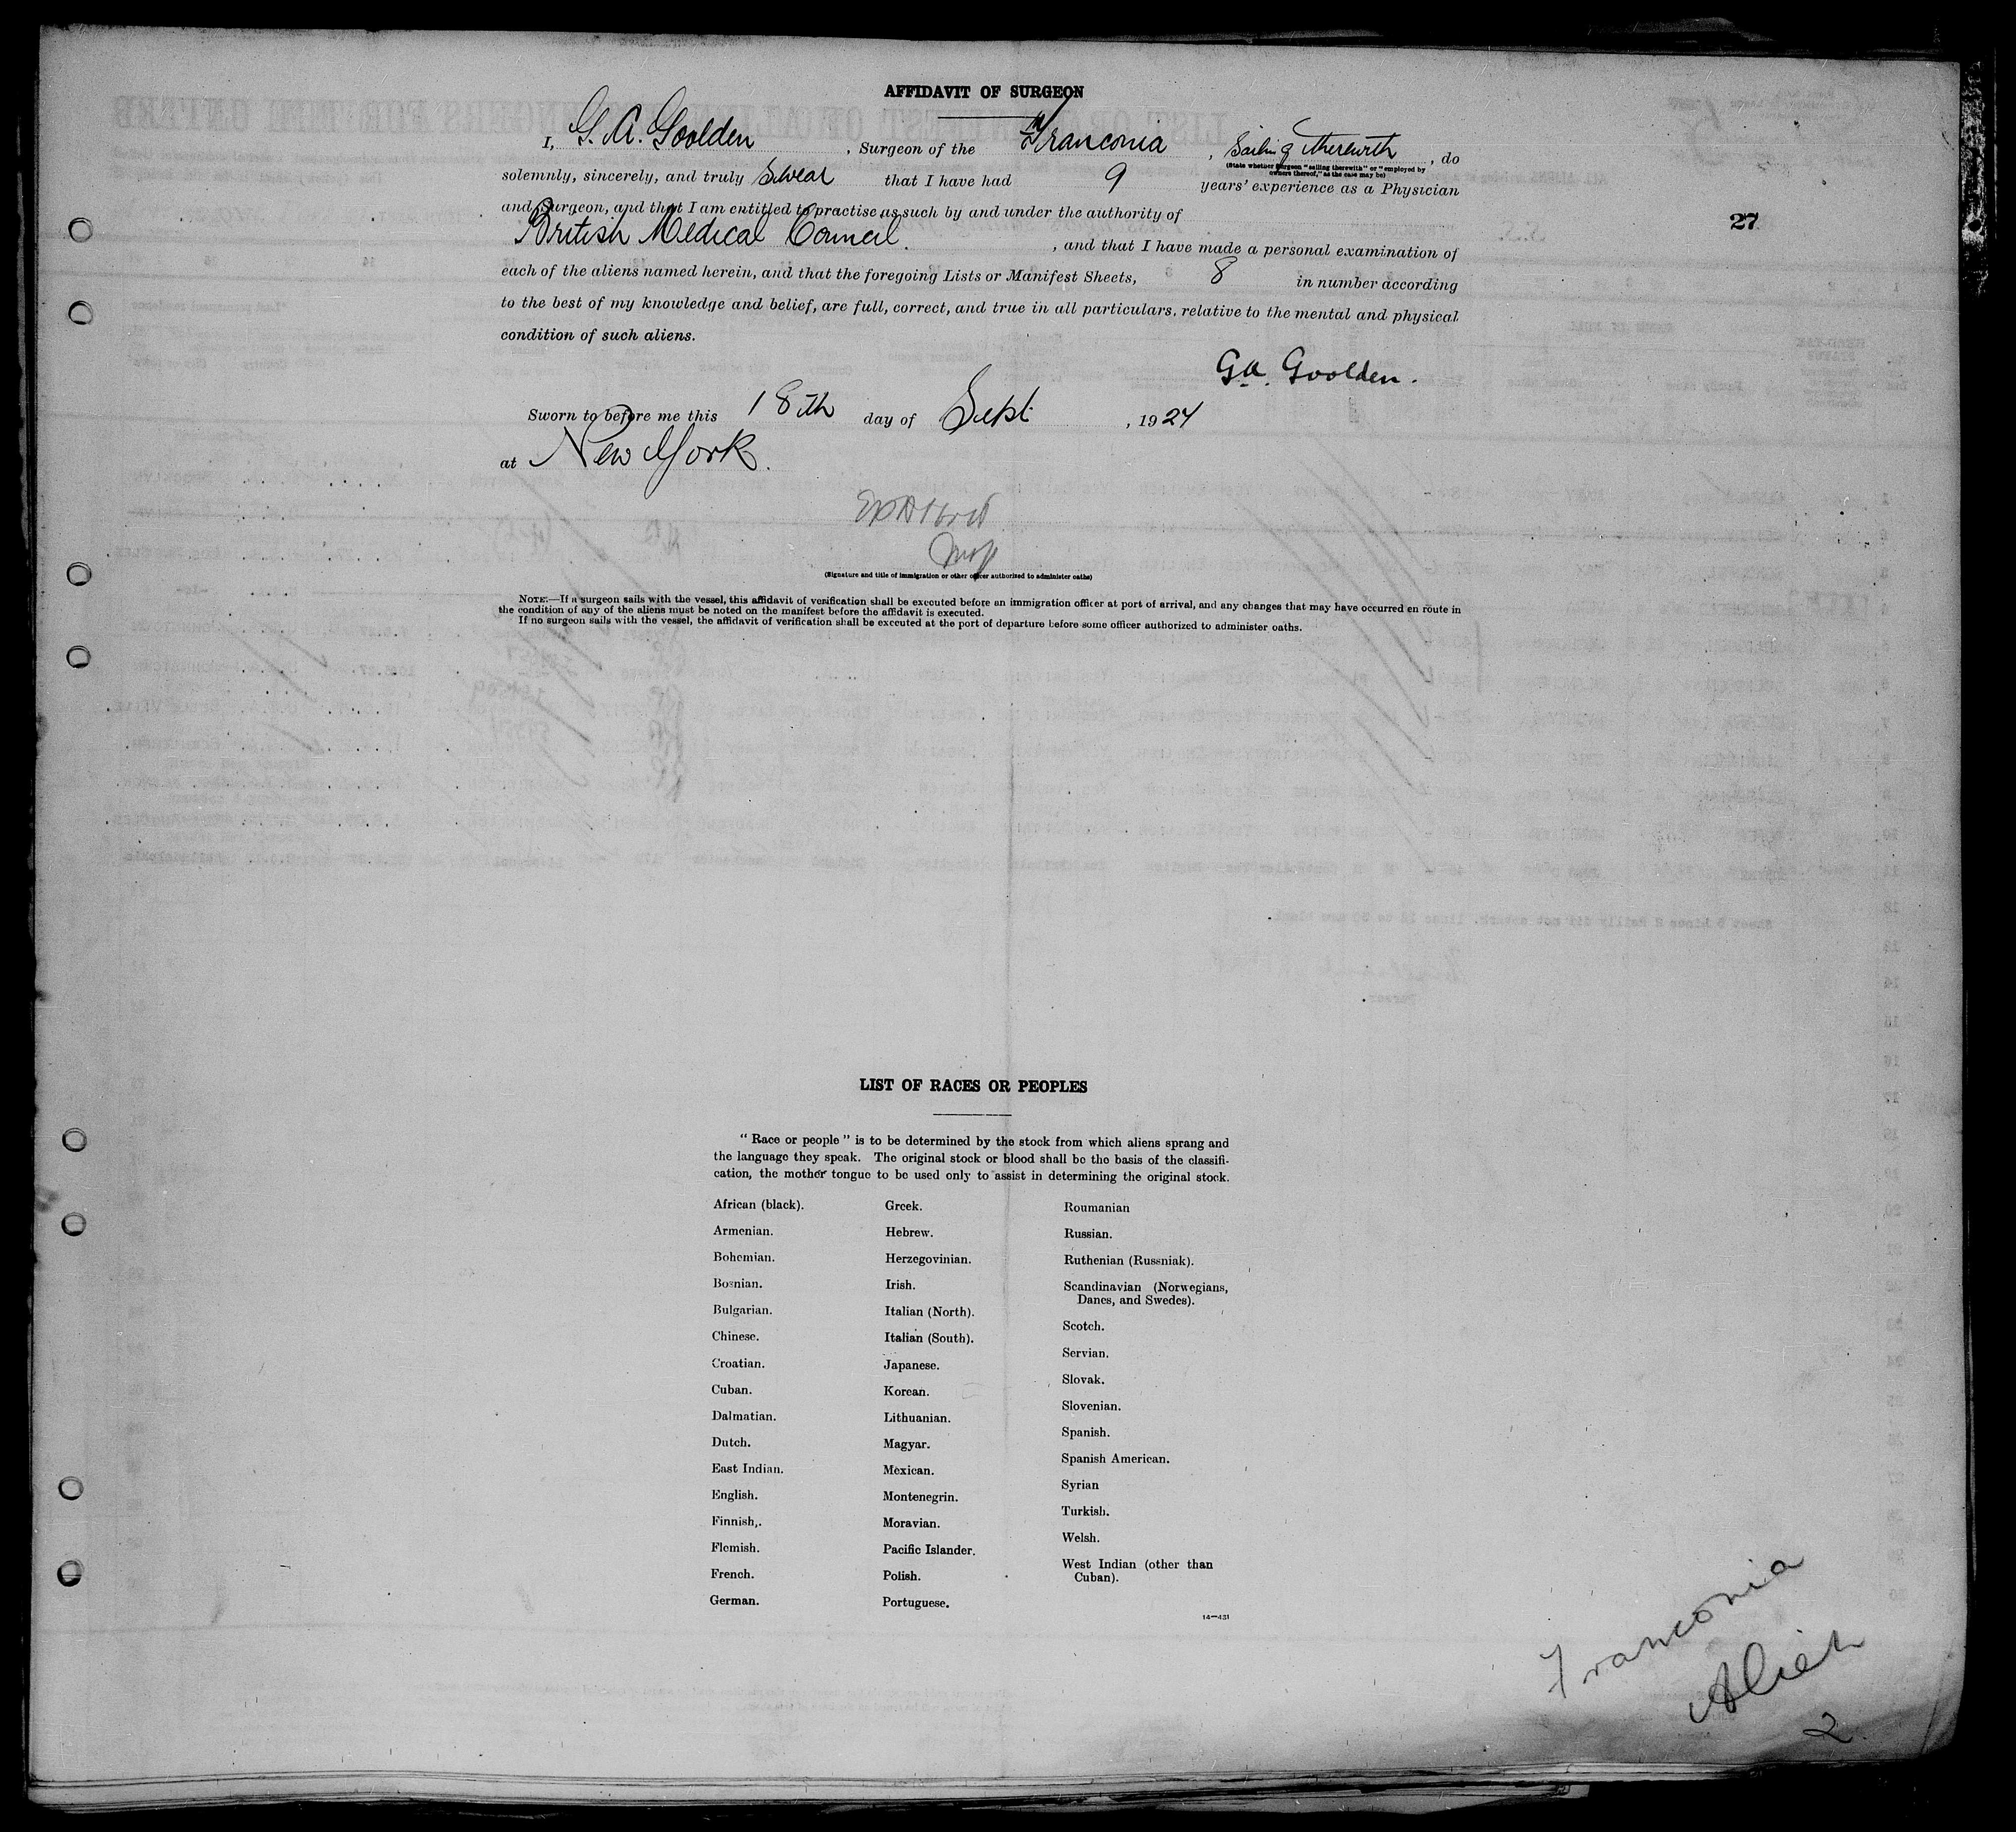 AFFIDAVIT OF SURGEON
I, G. A. Goolden, Surgeon of the Franconia, Sailing therewith, do
(State whether surgeon "sailing therewith" or "employed by
owners thereof," as the case may be)
solemnly, sincerely, and truly swear that I have had 9 years' experience as a Physician
and Surgeon, and that I am entitled to practise as such by and under the authority of
British Medical Council., and that I have made a personal examination of
27
each of the aliens named herein, and that the foregoing Lists or Manifest Sheets, 8 in number according
to the best of my knowledge and belief, are full, correct, and true in all particulars, relative to the mental and physical
condition of such aliens.
G A. Goolden.
Sworn to before me this 18th day of Sept, 1924
at New York.
(Signature and title of immigration or other officer authorized to administer oaths)
NOTE.—If a surgeon sails with the vessel, this affidavit of verification shall be executed before an immigration officer at port of arrival, and any changes that may have occurred en route in
the condition of any of the aliens must be noted on the manifest before the affidavit is executed.
If no surgeon sails with the vessel, the affidavit of verification shall be executed at the port of departure before some officer authorized to administer oaths.
LIST OF RACES OR PEOPLES
"Race or people" is to be determined by the stock from which aliens sprang and
the language they speak. The original stock or blood shall be the basis of the classifi-
cation, the mother tongue to be used only to assist in determining the original stock.
African (black).
Armenian.
Bohemian.
Bosnian.
Bulgarian.
Chinese.
Croatian.
Cuban.
Dalmatian.
Dutch.
East Indian.
English.
Finnish,.
Flemish.
French.
German.
Greek.
Hebrew.
Herzegovinian.
Irish.
Italian (North).
Italian (South).
Japanese.
Korean.
Lithuanian.
Magyar.
Mexican.
Montenegrin.
Moravian.
Pacific Islander.
Polish.
Portuguese.
Roumanian
Russian.
Ruthenian (Russniak).
Scandinavian (Norwegians,
Danes, and Swedes).
Scotch.
Servian.
Slovak.
Slovenian.
Spanish.
Spanish American.
Syrian
Turkish.
Welsh.
West Indian (other than
Cuban).
14—431
Franconia
Alien
2